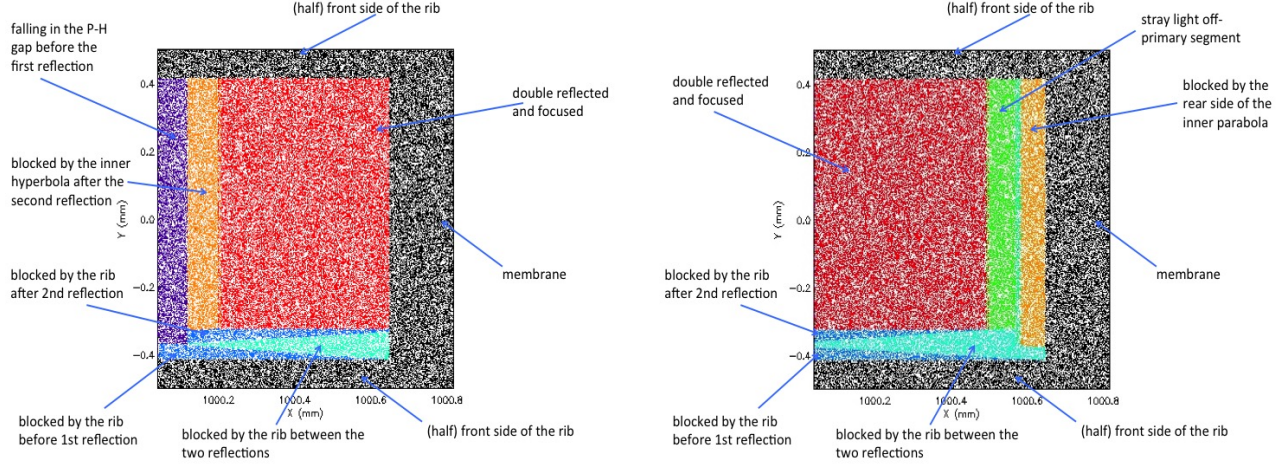 (half) front side of the rib
falling in the P-H
gap before the
first reflection
double reflected
and focused
blocked by the inner
hyperbola after the
second reflection
membrane
blocked by the rib
after 2nd reflection
blocked by the rib
before 1st reflection
blocked by the rib between the
two reflections
(half) front side of the rib
0.4
0.2
0.0
−0.2
−0.4
Y (mm)
1000.2
1000.4
1000.6
1000.8
X (mm)
(half) front side of the rib
stray light off-
primary segment
double reflected
and focused
blocked by the
rear side of the
inner parabola
membrane
blocked by the rib
after 2nd reflection
blocked by the rib
before 1st reflection
blocked by the rib between the
two reflections
(half) front side of the rib
0.4
0.2
0.0
−0.2
−0.4
Y (mm)
1000.2
1000.4
1000.6
1000.8
X (mm)